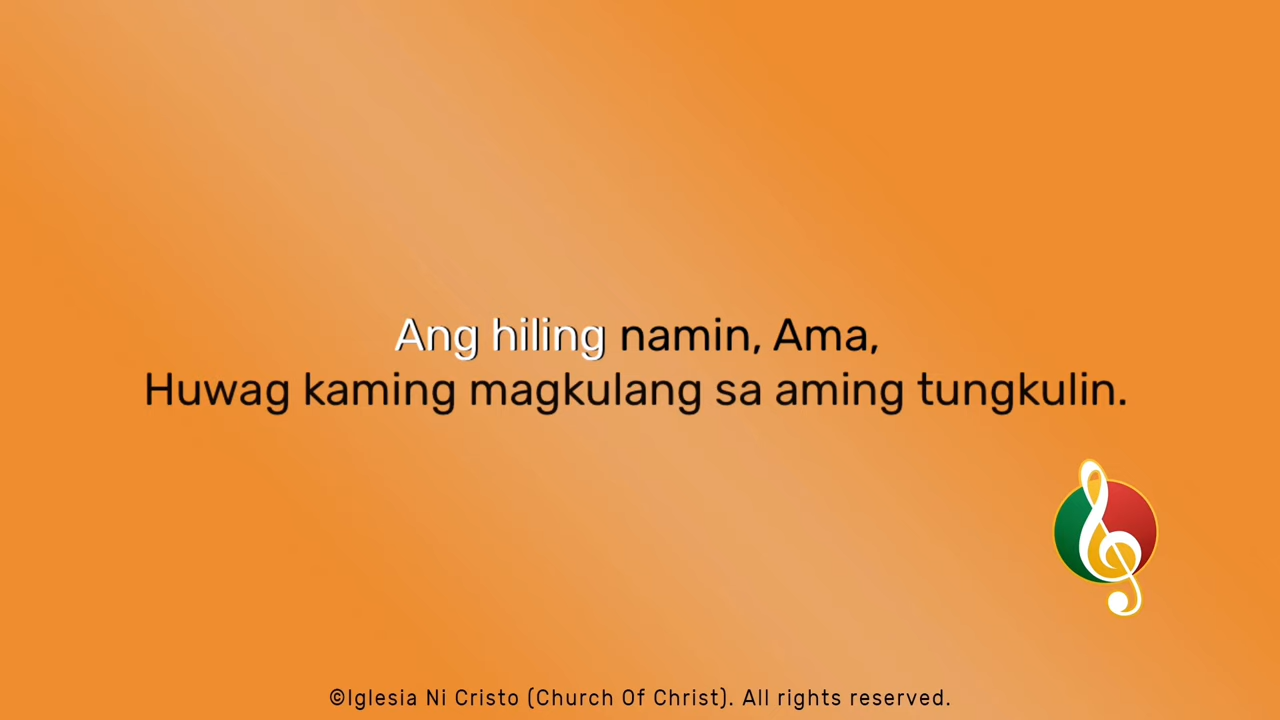 Ang hiling namin, Ama,
Huwag kaming magkulang sa aming tungkulin.
©Iglesia Ni Cristo (Church Of Christ). All rights reserved.